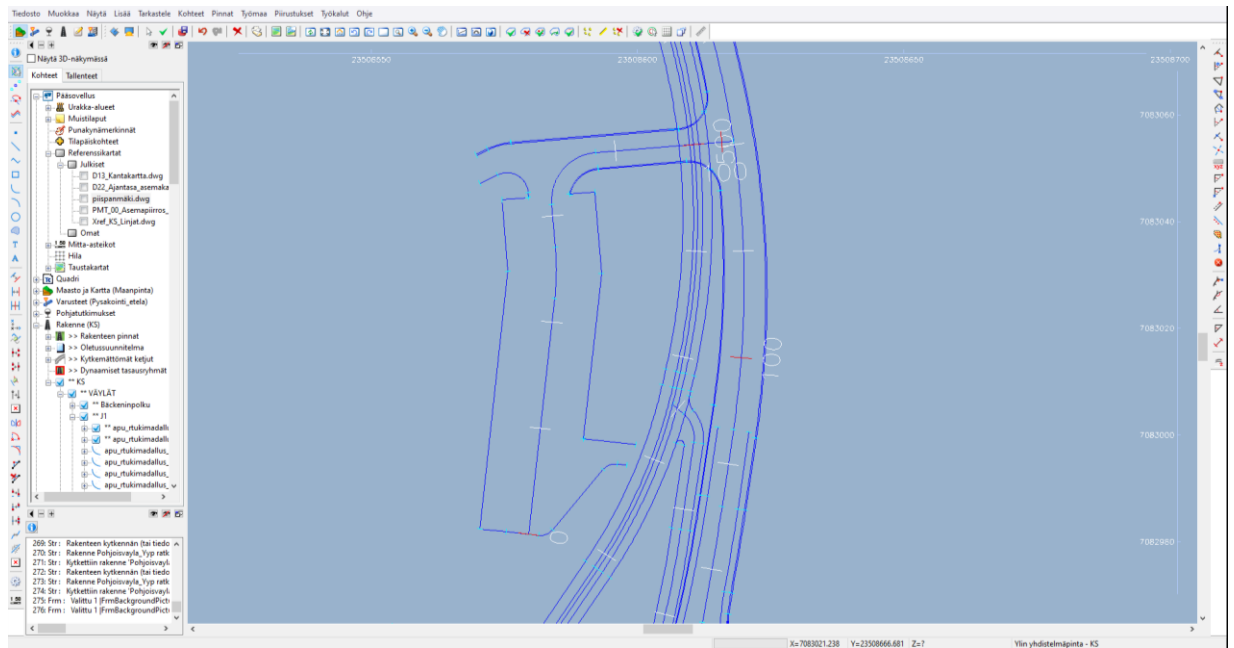 Tiedosto Muokkaa Näytä Lisää Tarkastele Kohteet Pinnat Työmaa Piirustukset Työkalut Ohje
Näytä 3D-näkymässä
Kohteet Tallenteet
Pääsovellus
Urakka-alueet
Muistilaput
Punakynämerkinnät
Tilapäiskohteet
Referenssikartat
Julkiset
D13_Kantakartta.dwg
D22_Ajantasa_asemaka
piispanmäki.dwg
PMT_00_Asemapiirros_
Xref_KS_Linjat.dwg
Omat
Mitta-asteikot
Hila
Taustakartat
Quadri
Maasto ja Kartta (Maanpinta)
Varusteet (Pysakointi_etela)
Pohjatutkimukset
Rakenne (KS)
>> Rakenteen pinnat
>> Oletussuunnitelma
>> Kytkemättömät ketjut
>> Dynaamiset tasausryhmät
** KS
** VÄYLÄT
** Bäckeninpolku
** J1
** apu_rtukimadallu
** apu_rtukimadallu
apu_rtukimadallus_
apu_rtukimadallus_
apu_rtukimadallus_
apu_rtukimadallus_
269: Str : Rakenteen kytkennän (tai tiedo
270: Str : Rakenne Pohjoisvayla_Yyp ratk
271: Str : Kytkettiin rakenne 'Pohjoisvayl
272: Str : Rakenteen kytkennän (tai tiedo
273: Str : Rakenne Pohjoisvayla_Yyp ratk
274: Str : Kytkettiin rakenne 'Pohjoisvayl
275: Frm : Valittu 1 |FrmBackgroundPict
276: Frm : Valittu 1 |FrmBackgroundPict
23508550 23508600 23508650 23508700
7083060
7083040
7083020
7083000
7082980
100
0
X=7083021.238 Y=23508666.681 Z=? Ylin yhdistelmäpinta - KS